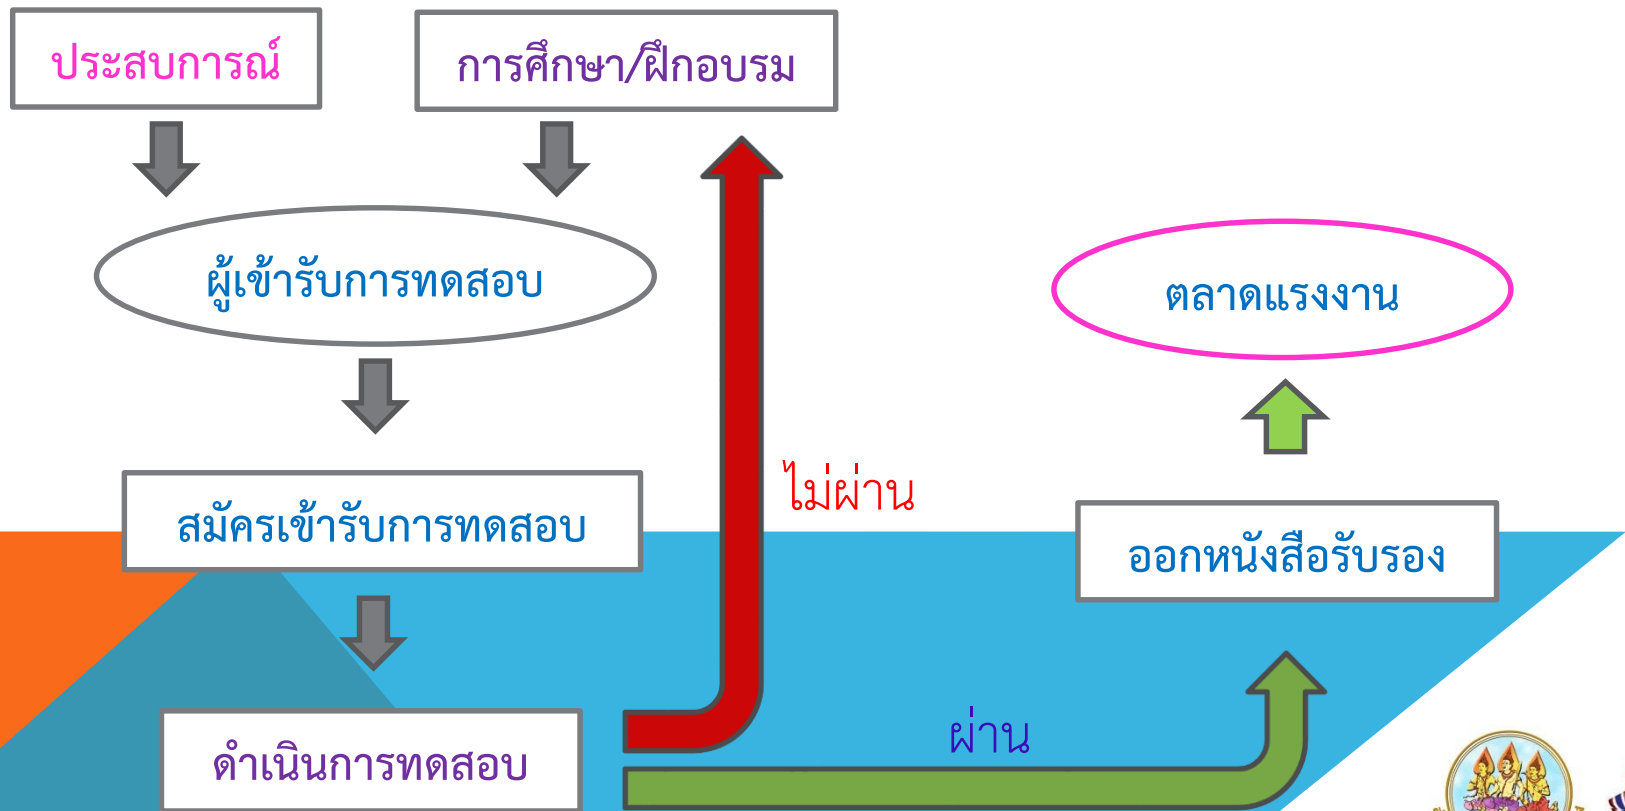 ประสบการณ์
การศึกษา/ฝึกอบรม
ผู้เข้ารับการทดสอบ
ตลาดแรงงาน
ไม่ผ่าน
สมัครเข้ารับการทดสอบ
ออกหนังสือรับรอง
ผ่าน
ดำเนินการทดสอบ